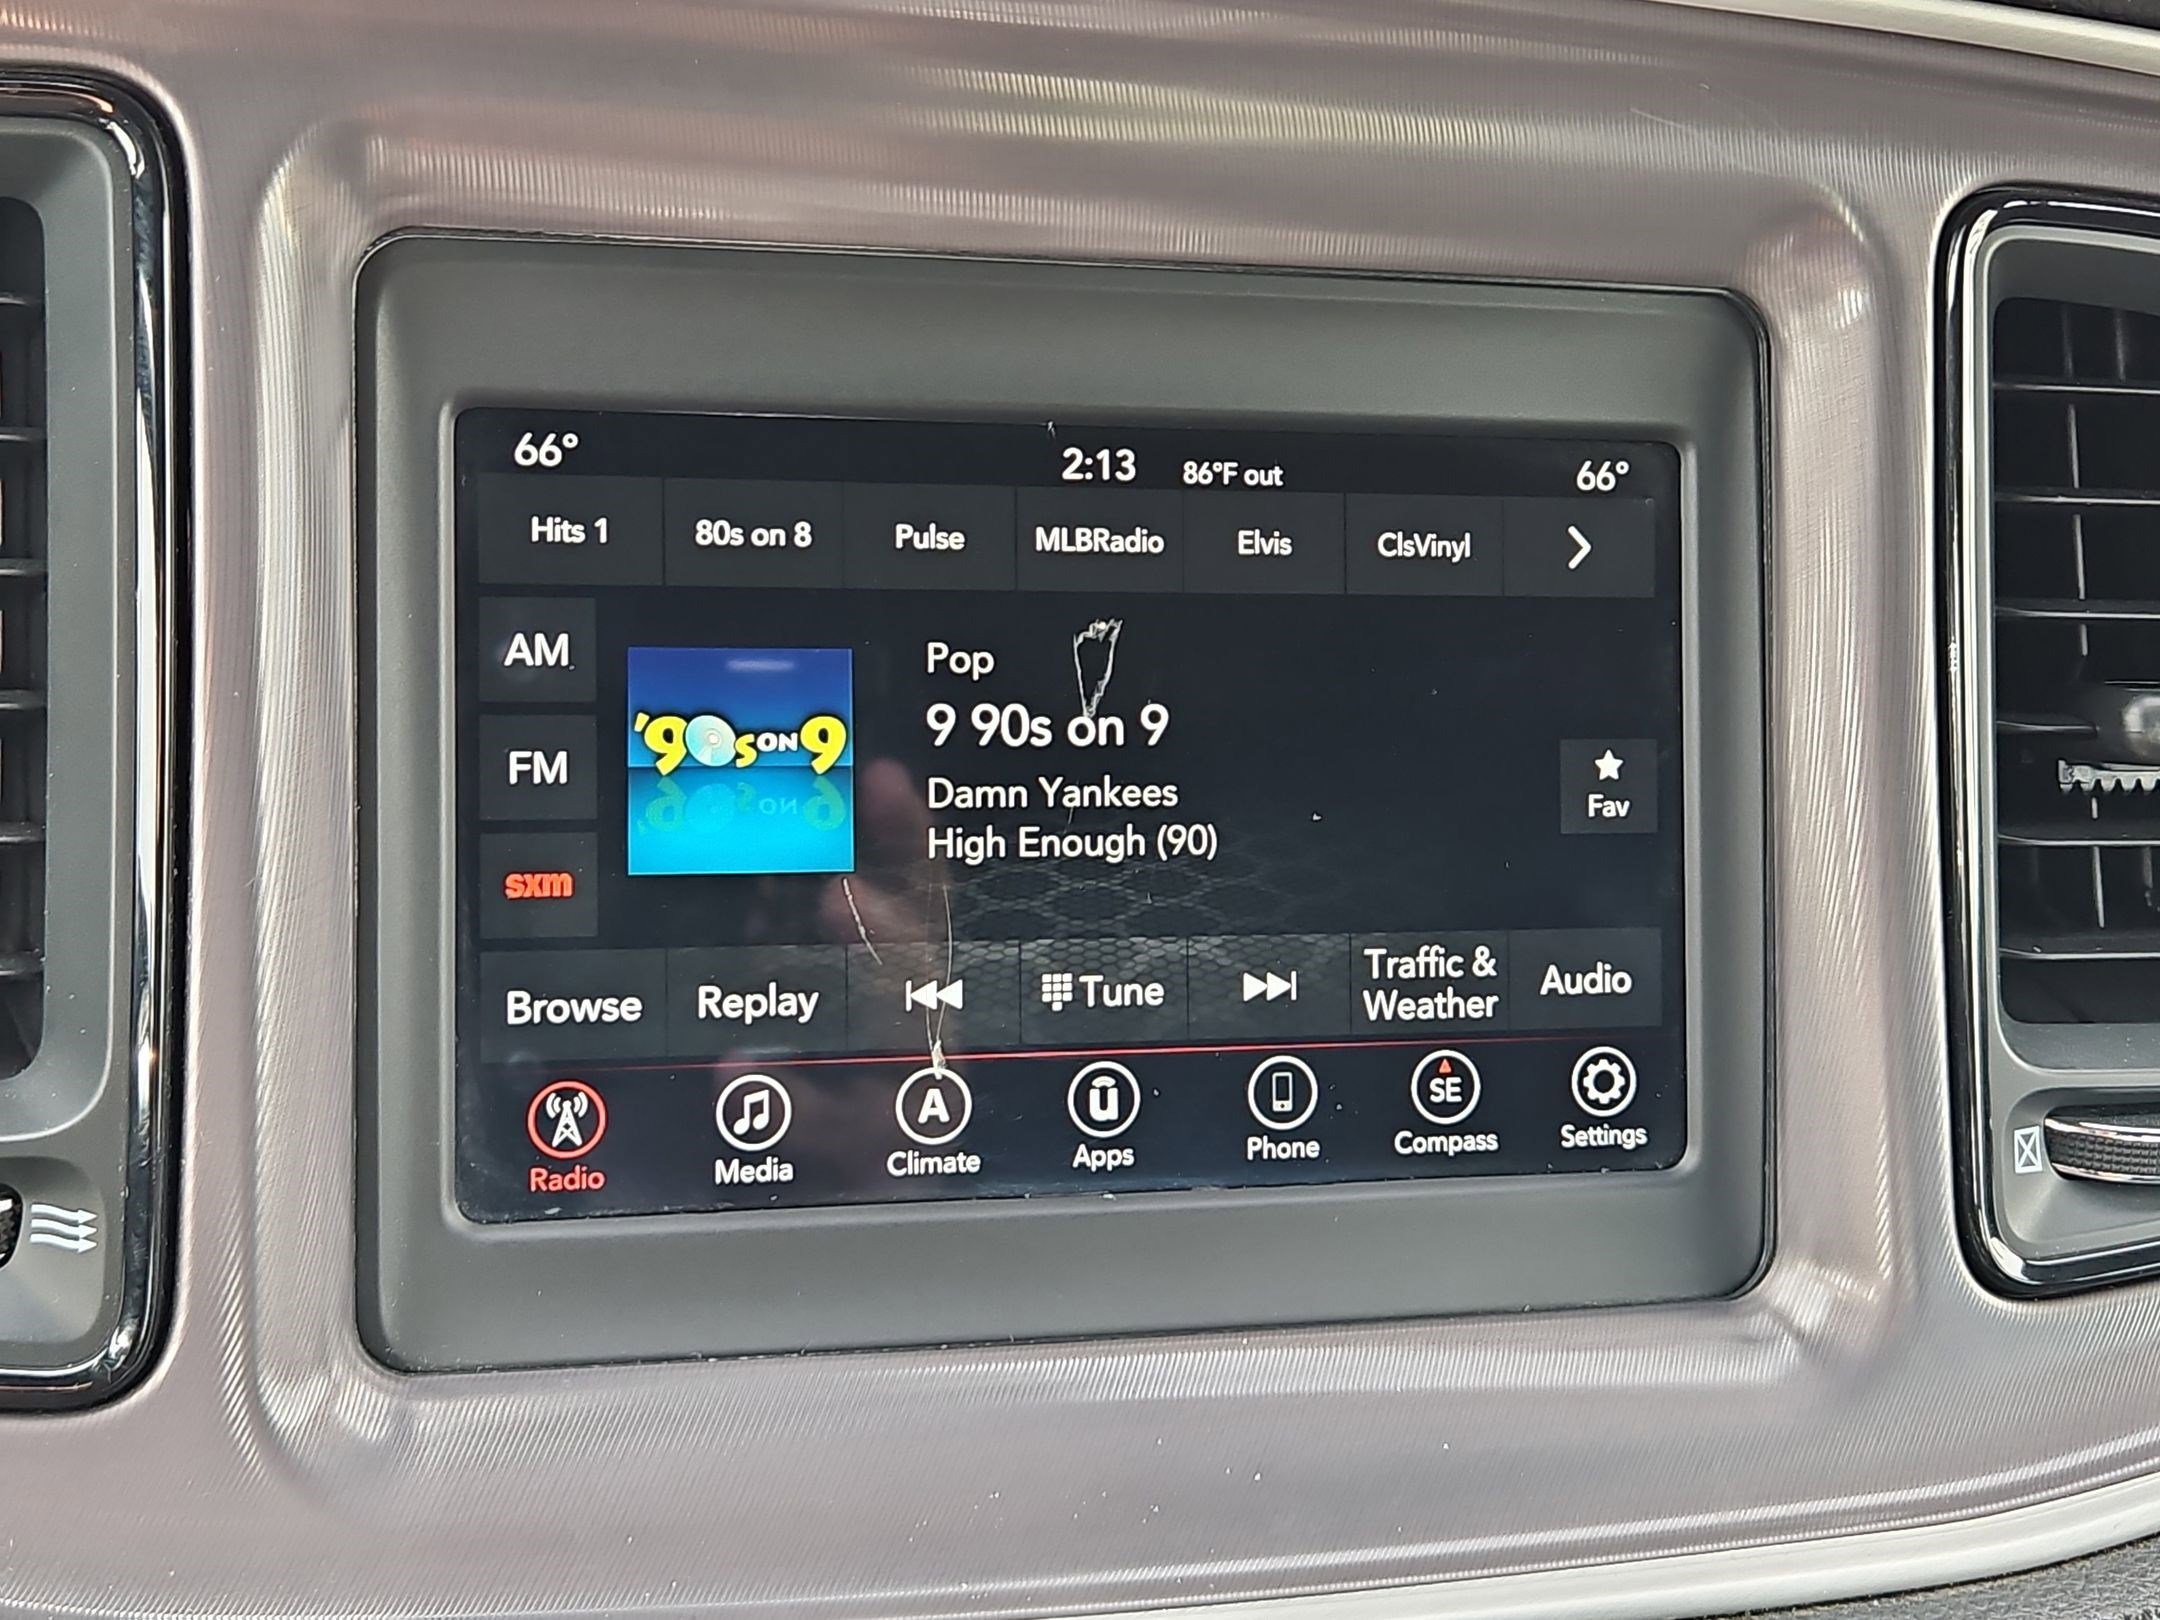 66° 2:13 86°F out 66°
Hits 1 80s on 8 Pulse MLBRadio Elvis ClsVinyl
AM
FM
sxm
'90s ON 9
Pop
9 90s on 9
Damn Yankees
High Enough (90)
Fav
Browse Replay Tune Traffic & Weather Audio
A u SE
Radio Media Climate Apps Phone Compass Settings